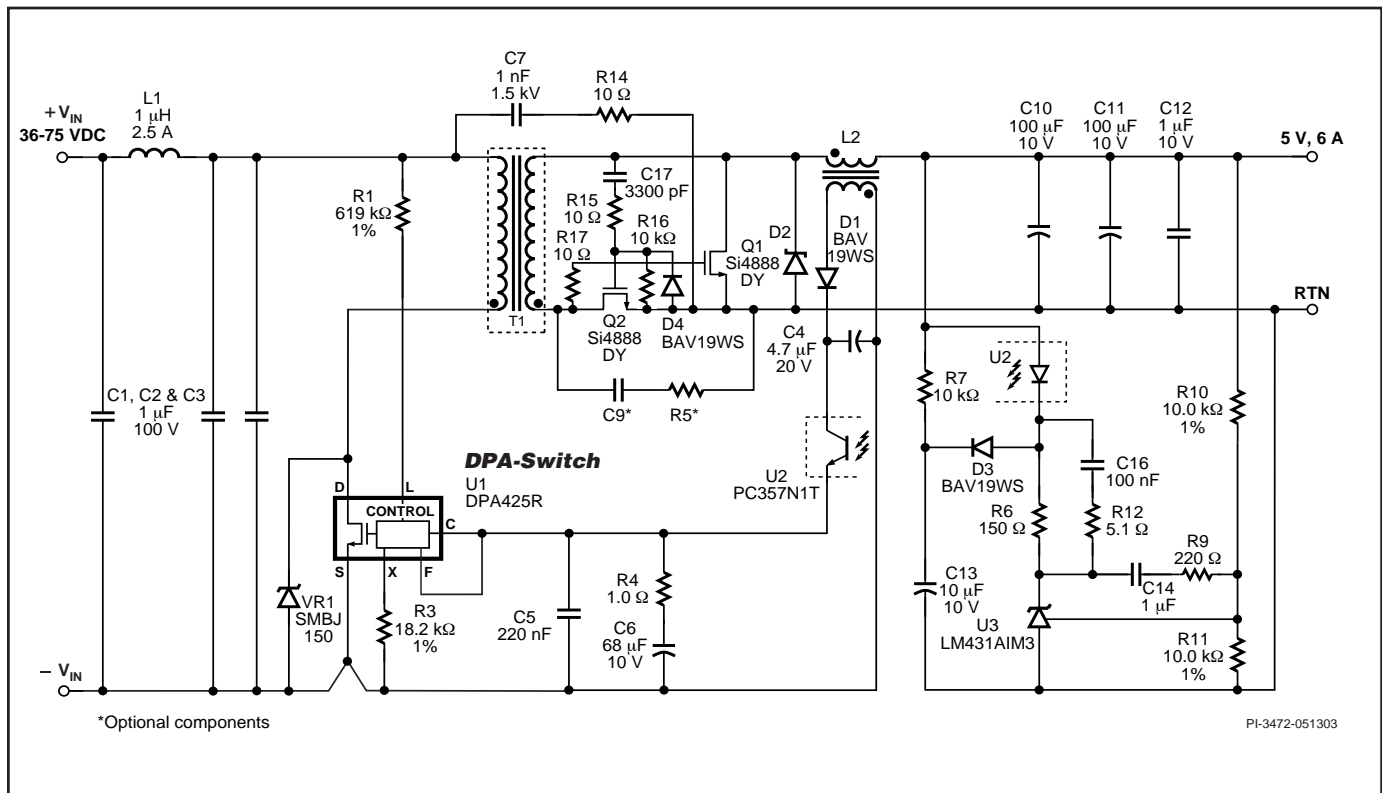 C7
1 nF
1.5 kV
R14
10 Ω
+ VIN
36-75 VDC
L1
1 µH
2.5 A
C10
100 µF
10 V
C11
100 µF
10 V
C12
1 µF
10 V
5 V, 6 A
L2
R1
619 kΩ
1%
C17
3300 pF
R15
10 Ω
R16
10 kΩ
R17
10 Ω
Q1
Si4888
DY
D2
D1
BAV
19WS
T1
Q2
Si4888
DY
D4
BAV19WS
RTN
C4
4.7 µF
20 V
U2
R7
10 kΩ
R10
10.0 kΩ
1%
C1, C2 & C3
1 µF
100 V
C9*
R5*
DPA-Switch
U1
DPA425R
U2
PC357N1T
D3
BAV19WS
C16
100 nF
R6
150 Ω
R12
5.1 Ω
D
L
CONTROL
C
S
X
F
R9
220 Ω
C14
1 µF
VR1
SMBJ
150
R3
18.2 kΩ
1%
C5
220 nF
R4
1.0 Ω
C6
68 µF
10 V
C13
10 µF
10 V
U3
LM431AIM3
R11
10.0 kΩ
1%
− VIN
*Optional components
PI-3472-051303